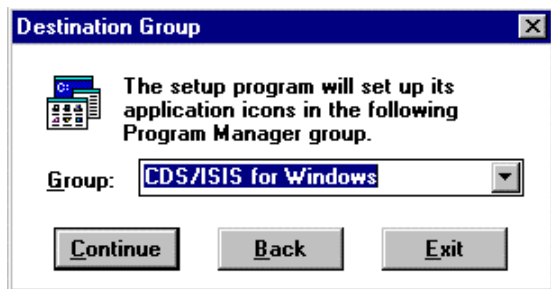 Destination Group
C:
The setup program will set up its
application icons in the following
Program Manager group.
Group: CDS/ISIS for Windows
Continue Back Exit